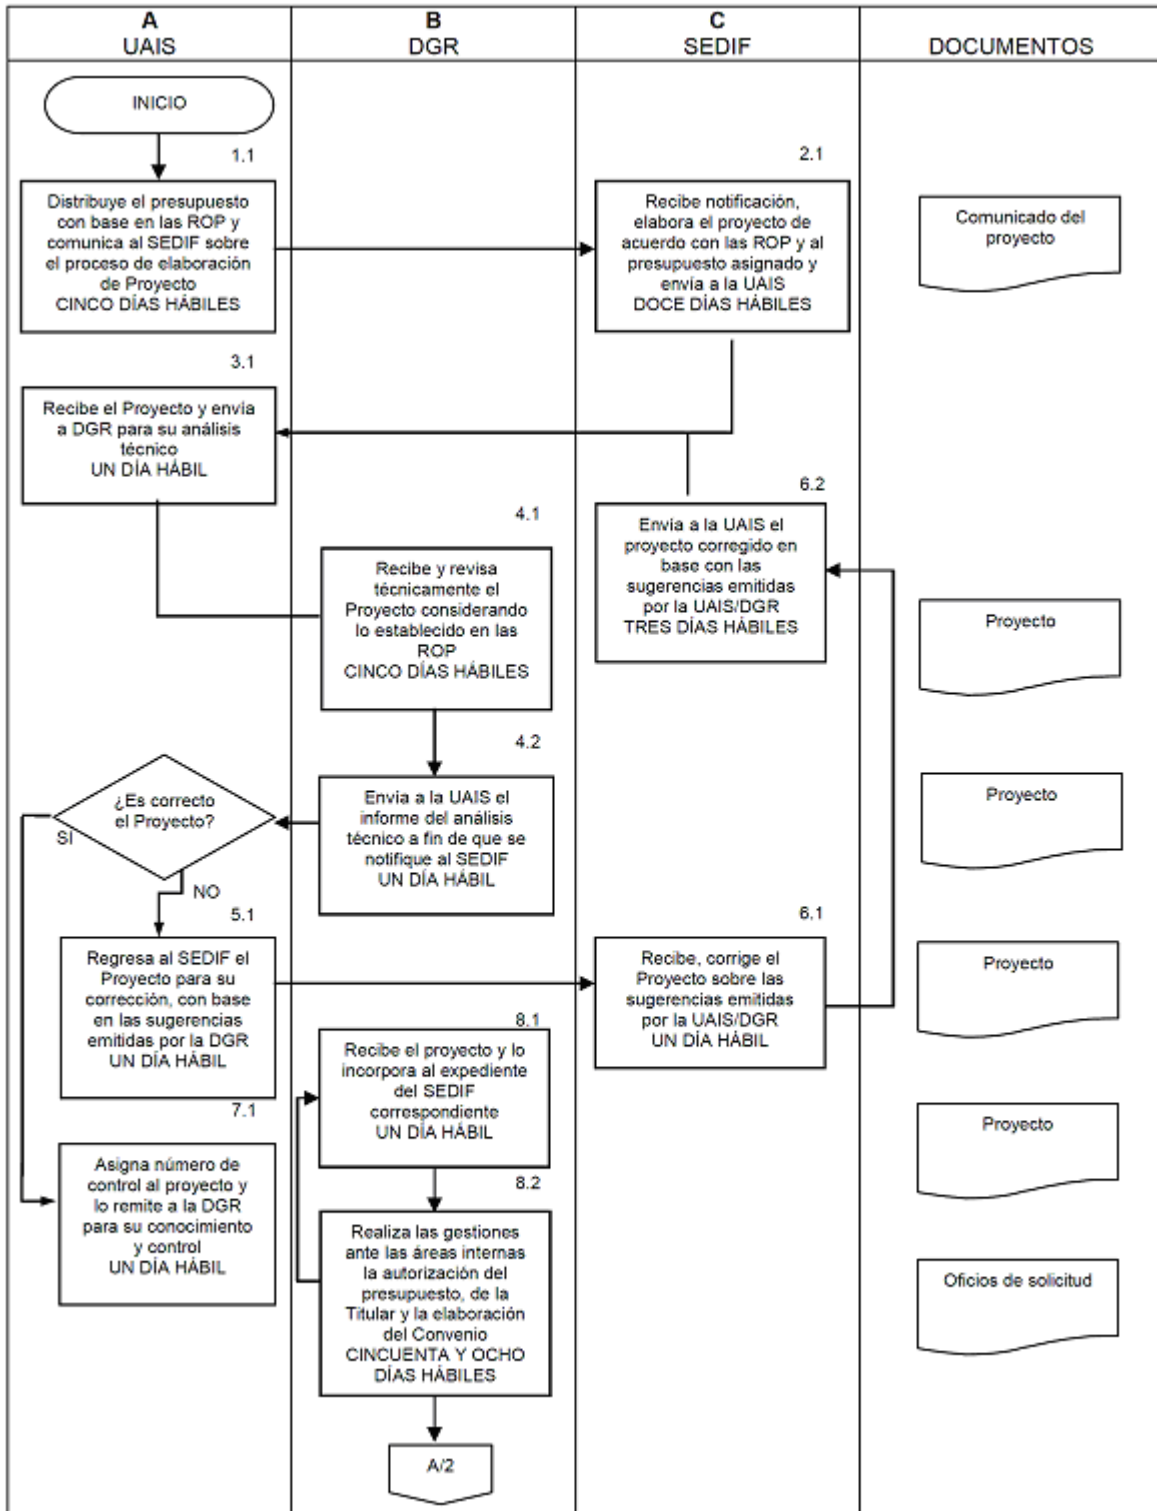 A
UAIS
B
DGR
C
SEDIF
DOCUMENTOS
INICIO
1.1
Distribuye el presupuesto
con base en las ROP y
comunica al SEDIF sobre
el proceso de elaboración
de Proyecto
CINCO DÍAS HÁBILES
2.1
Recibe notificación,
elabora el proyecto de
acuerdo con las ROP y al
presupuesto asignado y
envía a la UAIS
DOCE DÍAS HÁBILES
Comunicado del
proyecto
3.1
Recibe el Proyecto y envía
a DGR para su análisis
técnico
UN DÍA HÁBIL
4.1
Recibe y revisa
técnicamente el
Proyecto considerando
lo establecido en las
ROP
CINCO DÍAS HÁBILES
6.2
Envía a la UAIS el
proyecto corregido en
base con las
sugerencias emitidas
por la UAIS/DGR
TRES DÍAS HÁBILES
Proyecto
4.2
Envía a la UAIS el
informe del análisis
técnico a fin de que se
notifique al SEDIF
UN DÍA HÁBIL
¿Es correcto
el Proyecto?
SÍ
NO
Proyecto
5.1
Regresa al SEDIF el
Proyecto para su
corrección, con base
en las sugerencias
emitidas por la DGR
UN DÍA HÁBIL
6.1
Recibe, corrige el
Proyecto sobre las
sugerencias emitidas
por la UAIS/DGR
UN DÍA HÁBIL
Proyecto
7.1
Asigna número de
control al proyecto y
lo remite a la DGR
para su conocimiento
y control
UN DÍA HÁBIL
8.1
Recibe el proyecto y lo
incorpora al expediente
del SEDIF
correspondiente
UN DÍA HÁBIL
Proyecto
8.2
Realiza las gestiones
ante las áreas internas
la autorización del
presupuesto, de la
Titular y la elaboración
del Convenio
CINCUENTA Y OCHO
DÍAS HÁBILES
Oficios de solicitud
A/2